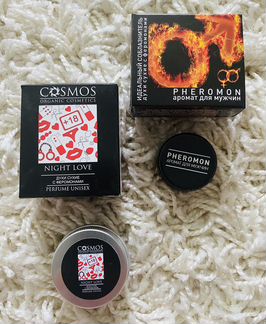 COSMOS
ORGANIC COSMETICS
+18
NIGHT LOVE
ДУХИ СУХИЕ
С ФЕРОМОНАМИ
PERFUME UNISEX
ИДЕАЛЬНЫЙ СОБЛАЗНИТЕЛЬ
ДУХИ СУХИЕ С ФЕРОМОНАМИ
PHEROMON
аромат для мужчин
PHEROMON
АРОМАТ ДЛЯ МУЖЧИН
COSMOS
NIGHT LOVE